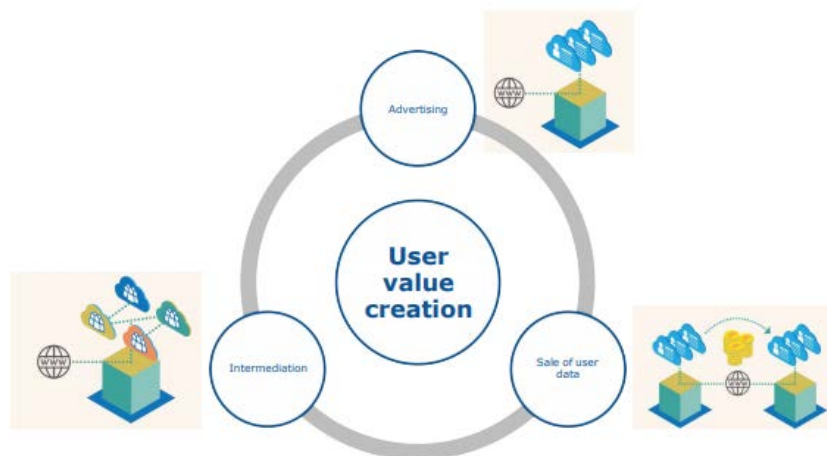 WWW
Advertising
User
value
creation
WWW
Intermediation
Sale of user
data
WWW